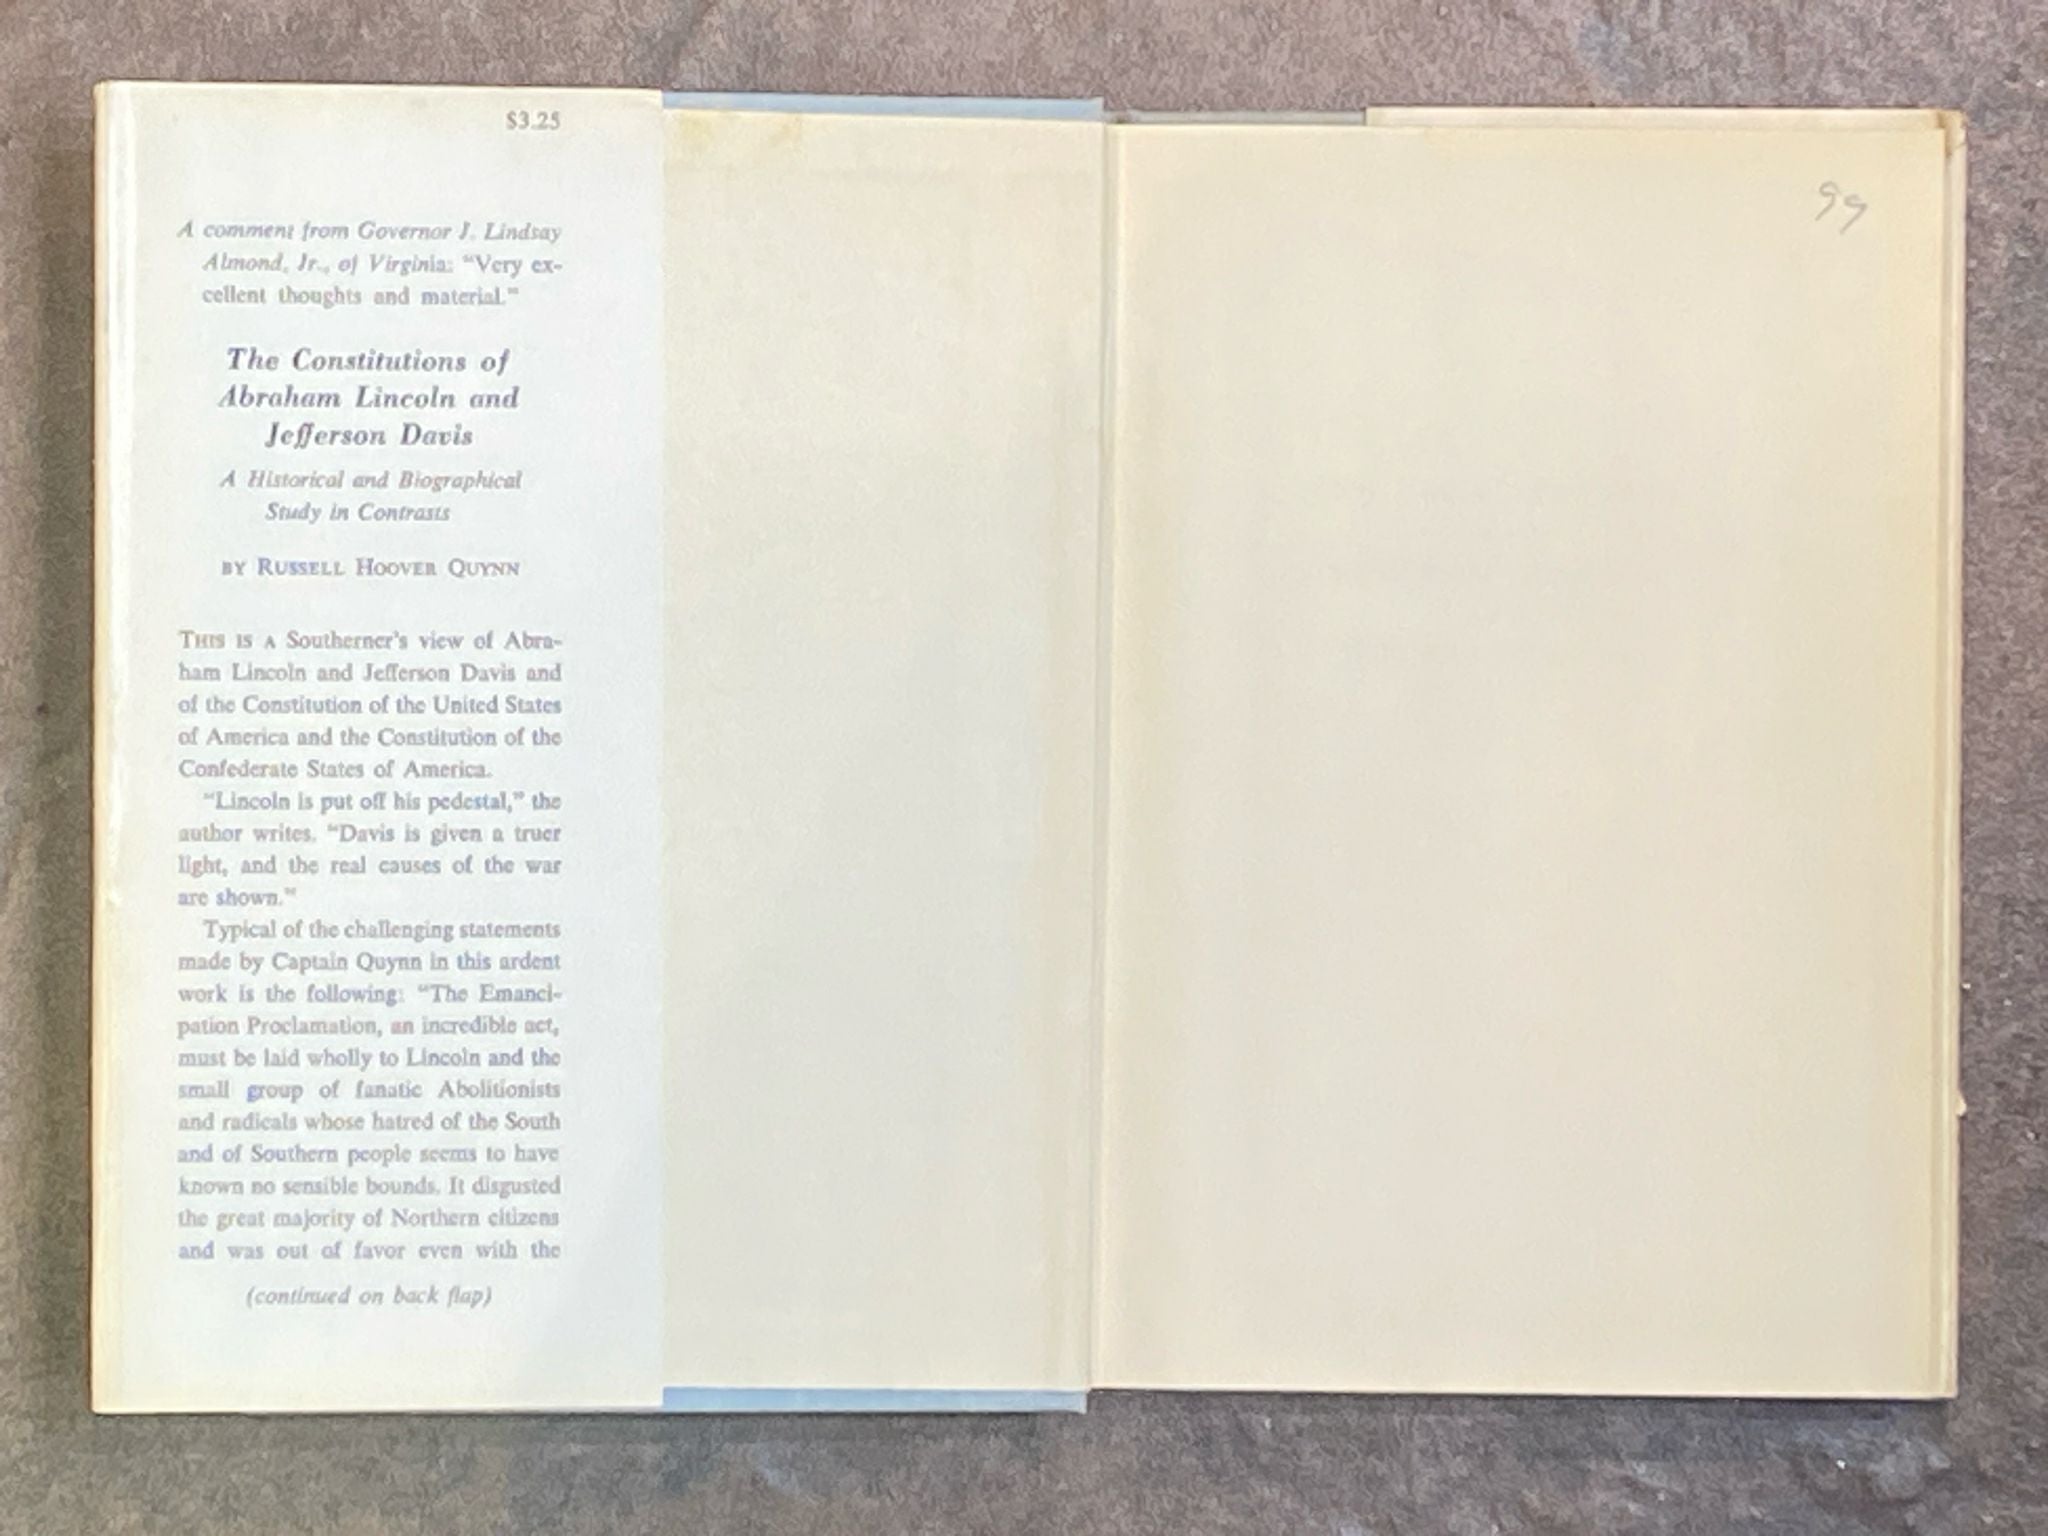 $3.25
A comment from Governor J. Lindsay
Almond, Jr., of Virginia: "Very ex-
cellent thoughts and material."
The Constitutions of
Abraham Lincoln and
Jefferson Davis
A Historical and Biographical
Study in Contrasts
BY RUSSELL HOOVER QUYNN
THIS IS A Southerner's view of Abra-
ham Lincoln and Jefferson Davis and
of the Constitution of the United States
of America and the Constitution of the
Confederate States of America.
"Lincoln is put off his pedestal," the
author writes. "Davis is given a truer
light, and the real causes of the war
are shown."
Typical of the challenging statements
made by Captain Quynn in this ardent
work is the following: "The Emanci-
pation Proclamation, an incredible act,
must be laid wholly to Lincoln and the
small group of fanatic Abolitionists
and radicals whose hatred of the South
and of Southern people seems to have
known no sensible bounds. It disgusted
the great majority of Northern citizens
and was out of favor even with the
(continued on back flap)
99